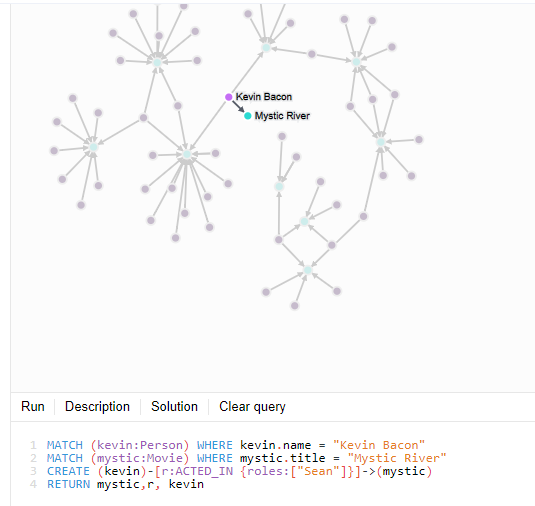 Kevin Bacon
Mystic River
Run Description Solution Clear query
1 MATCH (kevin:Person) WHERE kevin.name = "Kevin Bacon"
2 MATCH (mystic:Movie) WHERE mystic.title = "Mystic River"
3 CREATE (kevin)-[r:ACTED_IN {roles:["Sean"]}]->(mystic)
4 RETURN mystic,r, kevin